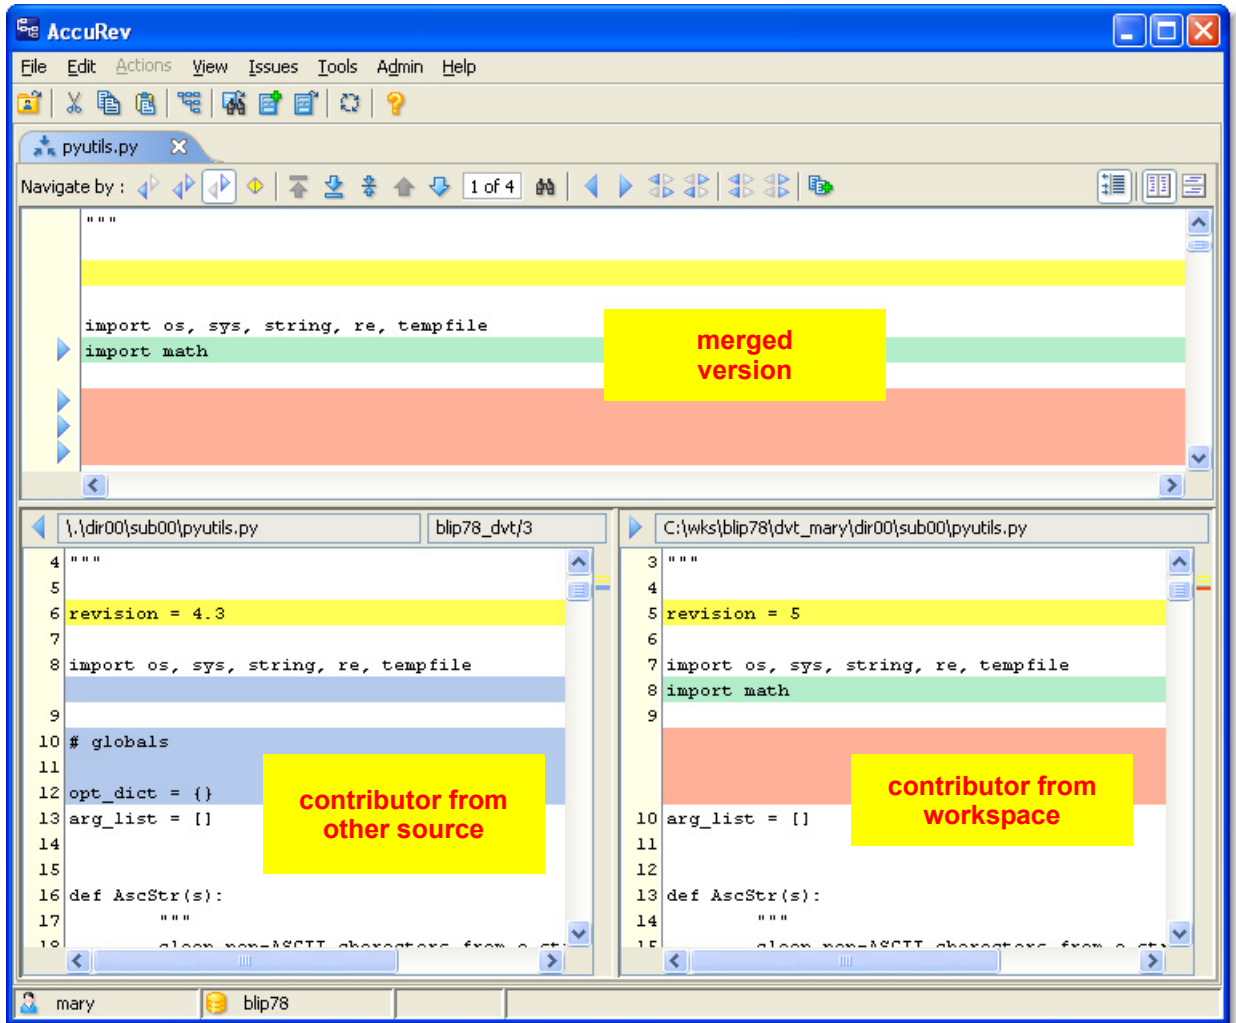 AccuRev
File Edit Actions View Issues Tools Admin Help
pyutils.py
Navigate by : 1 of 4
"""
import os, sys, string, re, tempfile
import math
merged
version
\.\dir00\sub00\pyutils.py blip78_dvt/3
4 """
5
6 revision = 4.3
7
8 import os, sys, string, re, tempfile
9
10 # globals
11
12 opt_dict = {}
13 arg_list = []
14
15
16 def AscStr(s):
17 """
contributor from
other source
C:\wks\blip78\dvt_mary\dir00\sub00\pyutils.py
3 """
4
5 revision = 5
6
7 import os, sys, string, re, tempfile
8 import math
9
10 arg_list = []
11
12
13 def AscStr(s):
14 """
contributor from
workspace
mary blip78